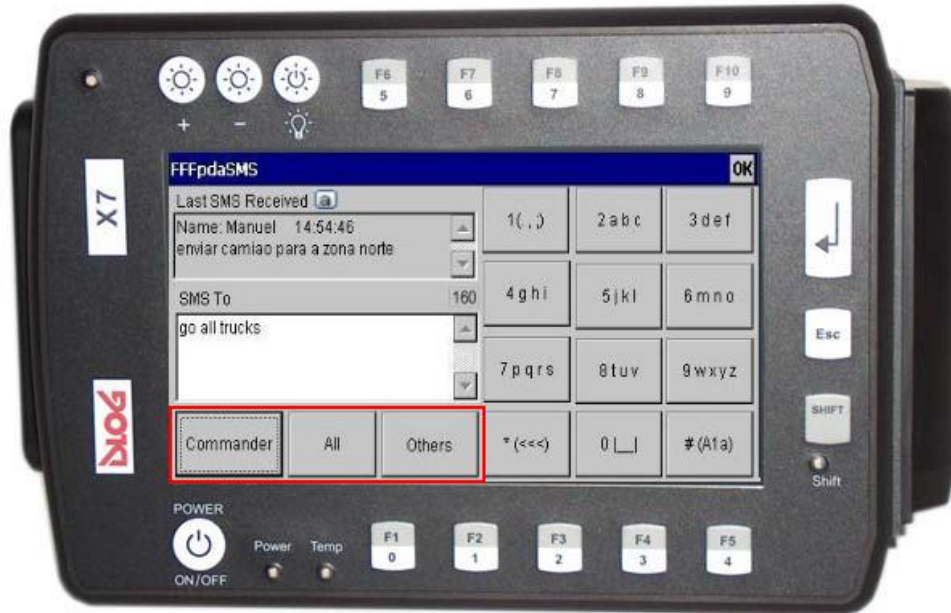 + -
F6
5
F7
6
F8
7
F9
8
F10
9
X7
FFFpdaSMS OK
Last SMS Received a
Name: Manuel 14:54:46
enviar camiao para a zona norte
SMS To 160
go all trucks
Commander All Others
1(,.;) 2abc 3def
4ghi 5jkl 6mno
7pqrs 8tuv 9wxyz
*(<<<) 0|__| #(A1a)
Esc
SHIFT
Shift
POWER
ON/OFF
Power Temp
F1
0
F2
1
F3
2
F4
3
F5
4